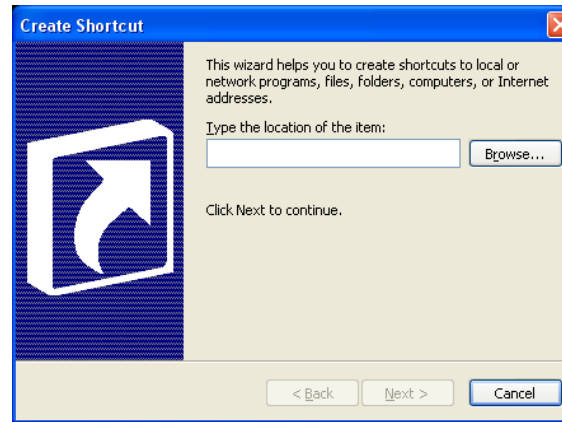 Create Shortcut
This wizard helps you to create shortcuts to local or
network programs, files, folders, computers, or Internet
addresses.
Type the location of the item:
Browse...
Click Next to continue.
< Back
Next >
Cancel